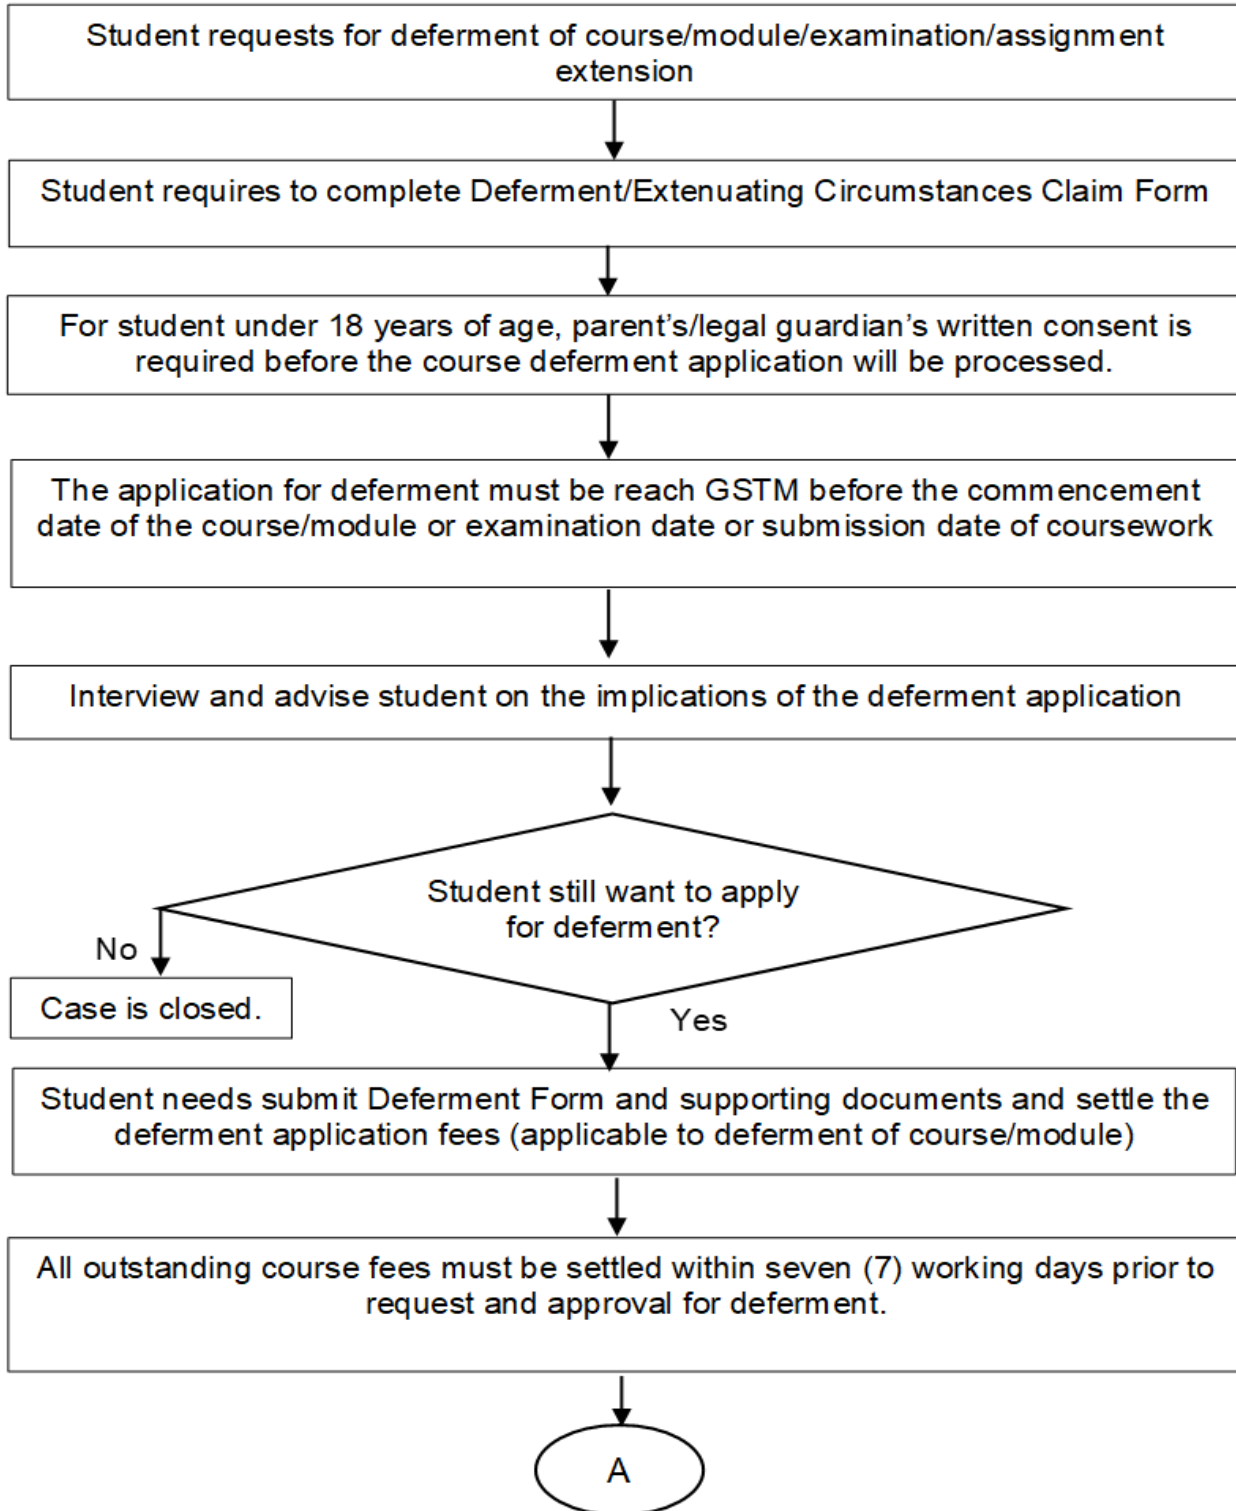 Student requests for deferment of course/module/examination/assignment
extension
Student requires to complete Deferment/Extenuating Circumstances Claim Form
For student under 18 years of age, parent's/legal guardian's written consent is
required before the course deferment application will be processed.
The application for deferment must be reach GSTM before the commencement
date of the course/module or examination date or submission date of coursework
Interview and advise student on the implications of the deferment application
Student still want to apply
for deferment?
No
Case is closed.
Yes
Student needs submit Deferment Form and supporting documents and settle the
deferment application fees (applicable to deferment of course/module)
All outstanding course fees must be settled within seven (7) working days prior to
request and approval for deferment.
A